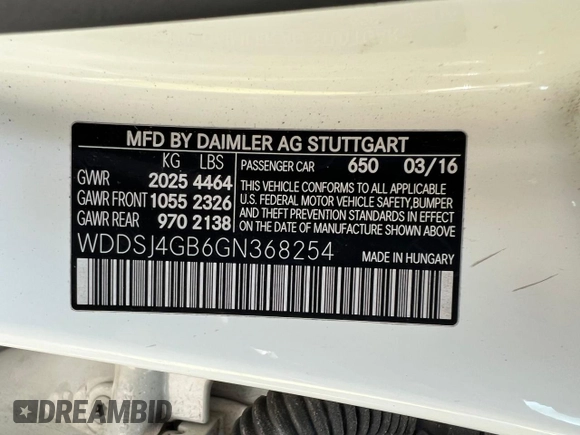 MFD BY DAIMLER AG STUTTGART
KG LBS PASSENGER CAR 650 03/16
GVWR 2025 4464
GAWR FRONT 1055 2326
GAWR REAR 970 2138
THIS VEHICLE CONFORMS TO ALL APPLICABLE
U.S. FEDERAL MOTOR VEHICLE SAFETY,BUMPER
AND THEFT PREVENTION STANDARDS IN EFFECT
ON THE DATE OF MANUFACTURE SHOWN ABOVE
WDDSJ4GB6GN368254 MADE IN HUNGARY
DREAMBID